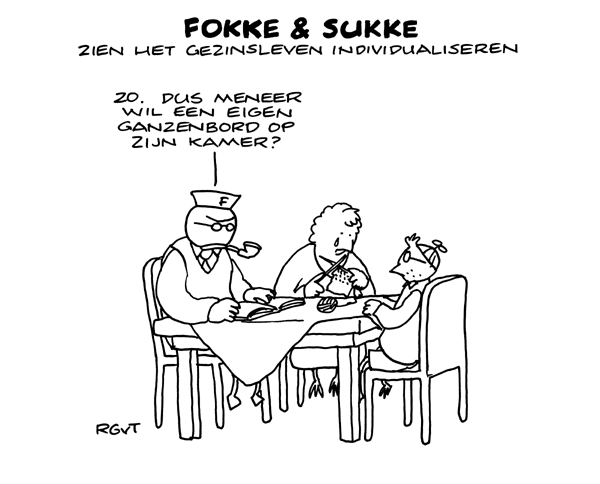 FOKKE & SUKKE
ZIEN HET GEZINSLEVEN INDIVIDUALISEREN
ZO. DUS MENEER
WIL EEN EIGEN
GANZENBORD OP
ZIJN KAMER?
F
RGvT